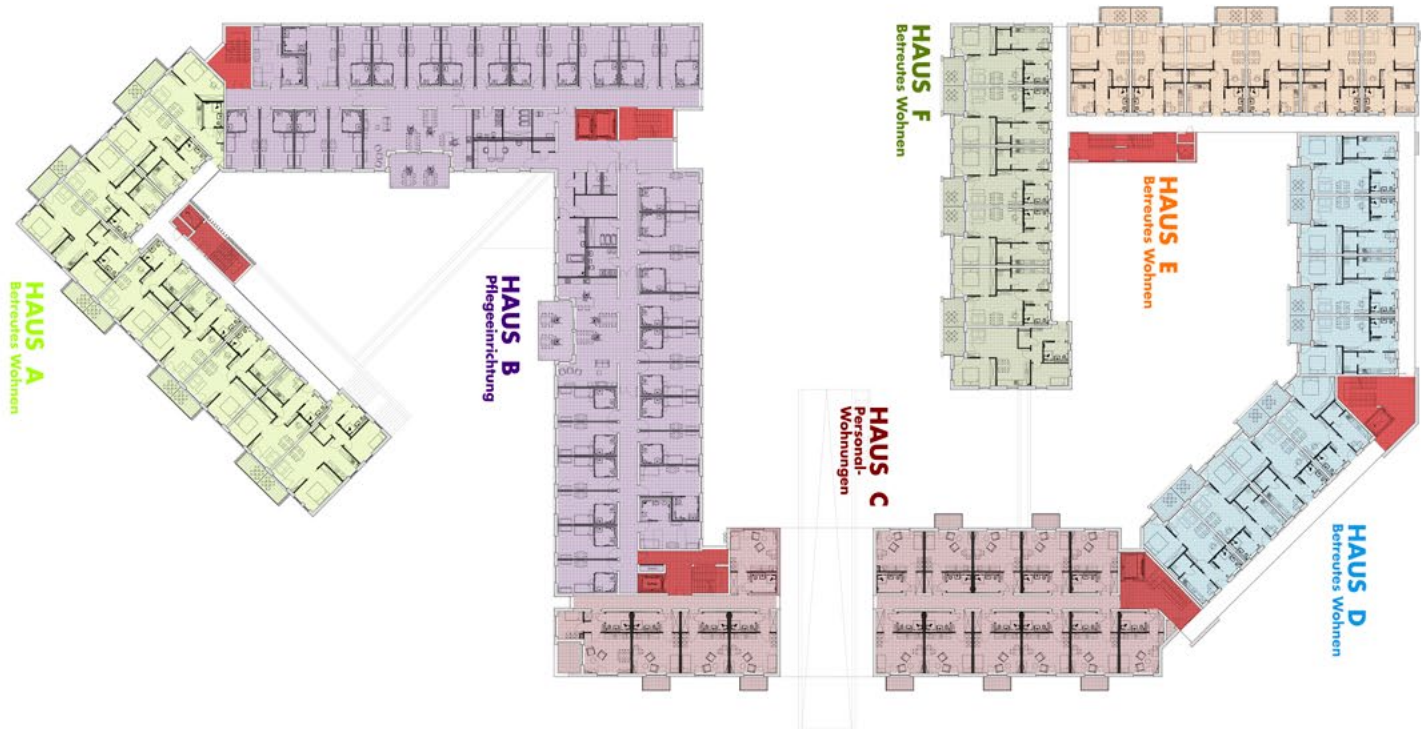 HAUS A
Betreutes Wohnen
HAUS B
Pflegeeinrichtung
HAUS C
Personal-
Wohnungen
HAUS F
Betreutes Wohnen
HAUS E
Betreutes Wohnen
HAUS D
Betreutes Wohnen